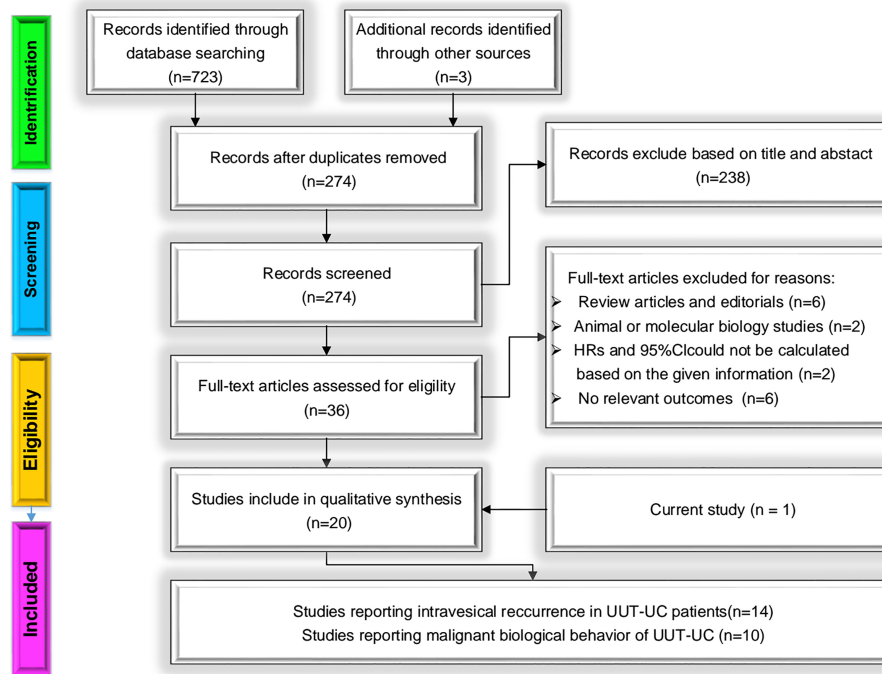 Identrification
Records identified through
database searching
(n=723)
Additional records identified
through other sources
(n=3)
Records after duplicates removed
(n=274)
Records exclude based on title and abstact
(n=238)
Screening
Records screened
(n=274)
Full-text articles excluded for reasons:
Review articles and editorials (n=6)
Animal or molecular biology studies (n=2)
HRs and 95%CIcould not be calculated
based on the given information (n=2)
No relevant outcomes (n=6)
Eligibility
Full-text articles assessed for eligility
(n=36)
Studies include in qualitative synthesis
(n=20)
Current study (n = 1)
Included
Studies reporting intravesical reccurrence in UUT-UC patients(n=14)
Studies reporting malignant biological behavior of UUT-UC (n=10)